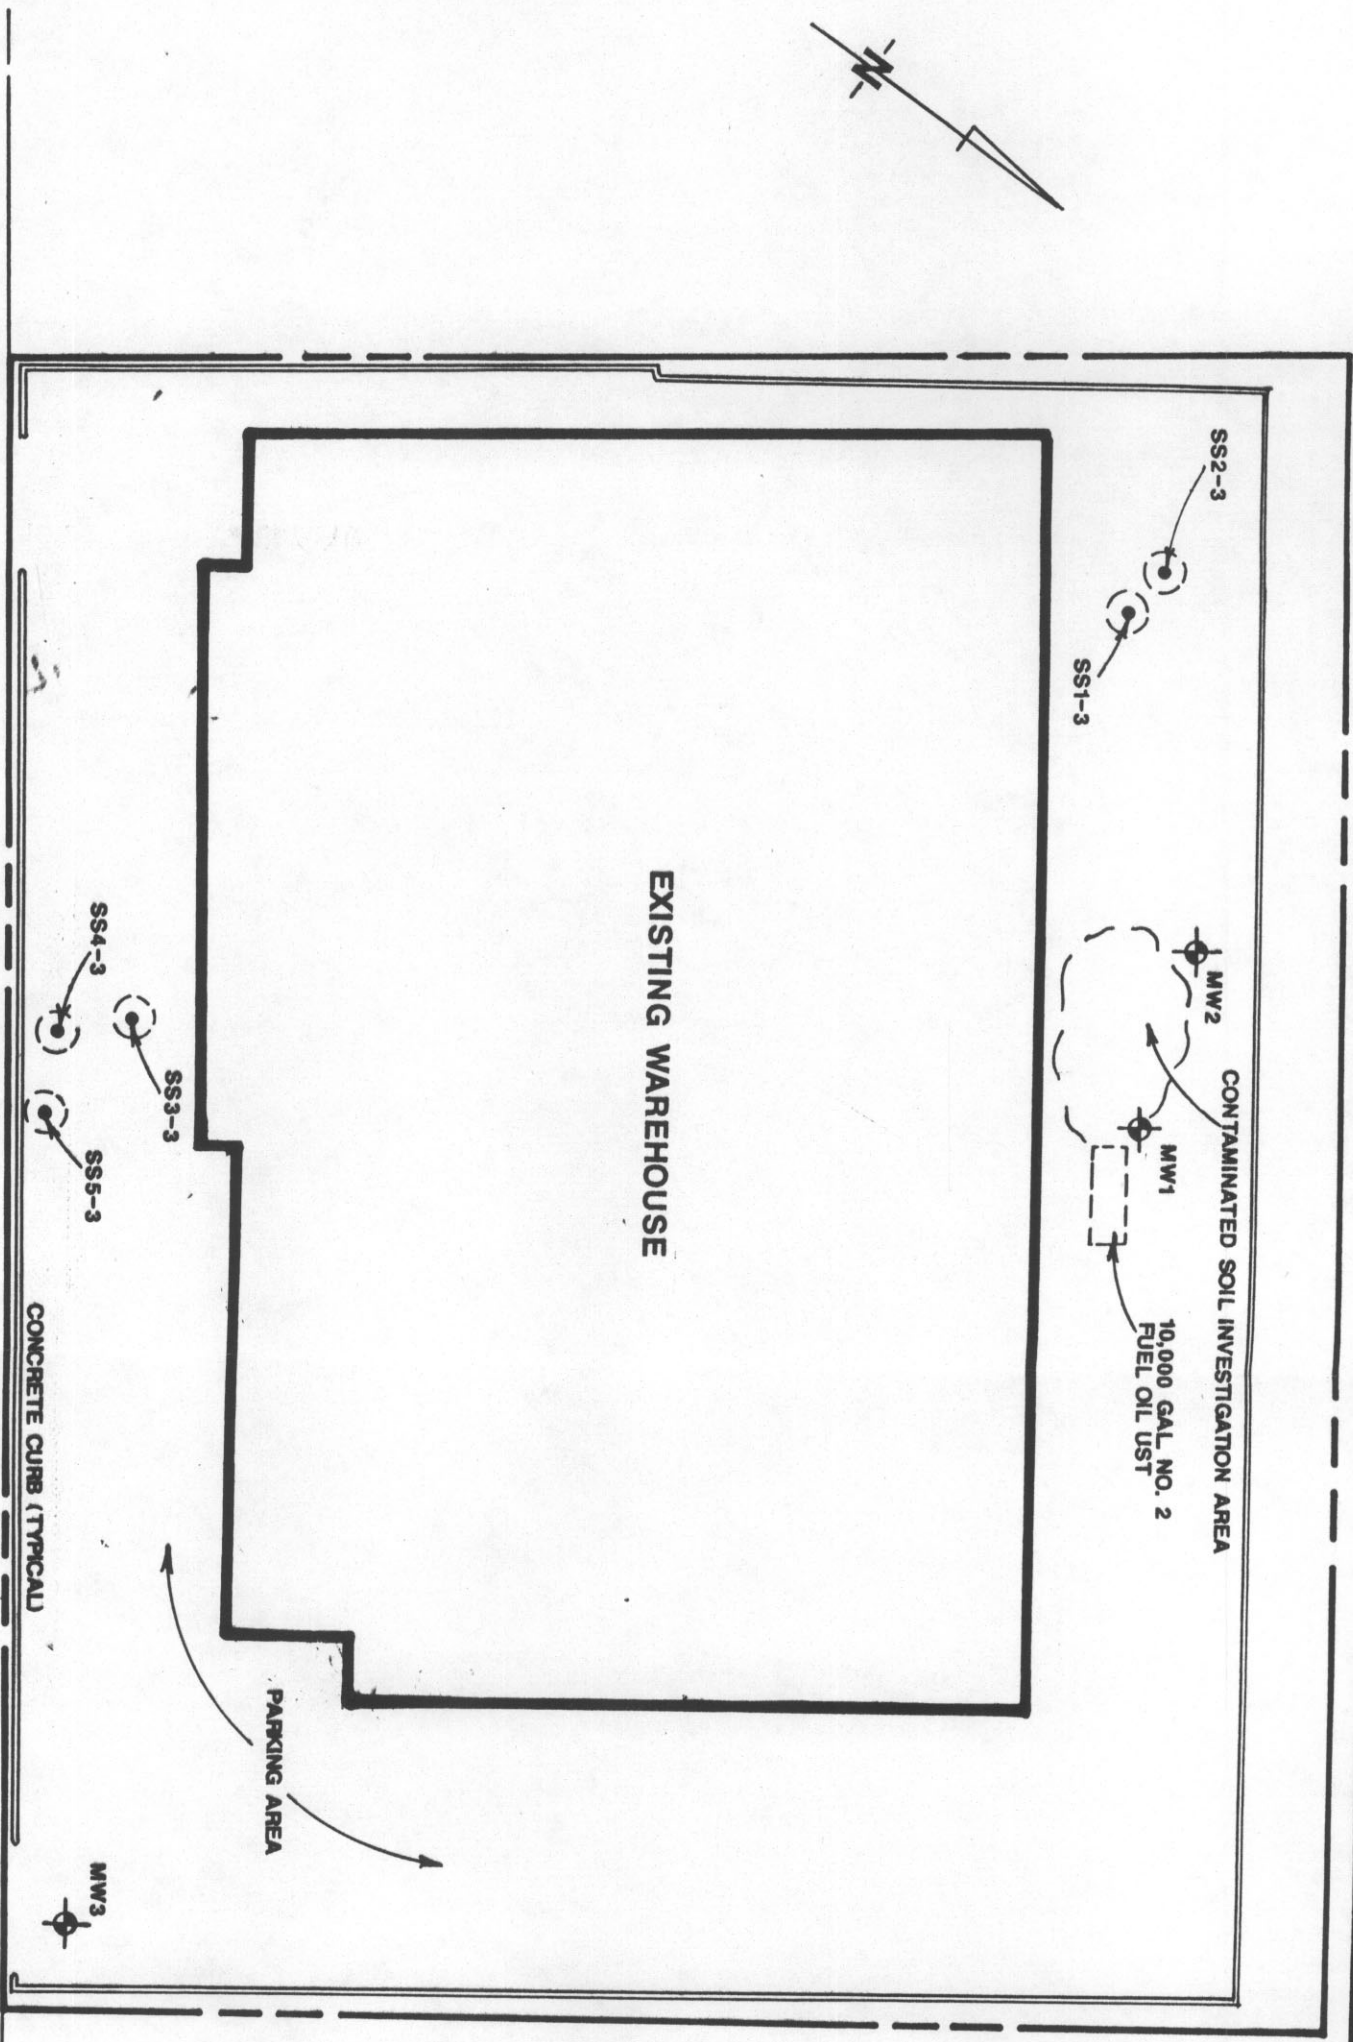 N
SS2-3
SS1-3
MW2
CONTAMINATED SOIL INVESTIGATION AREA
MW1
10,000 GAL. NO. 2
FUEL OIL UST
EXISTING WAREHOUSE
SS4-3
SS3-3
SS5-3
CONCRETE CURB (TYPICAL)
PARKING AREA
MW3